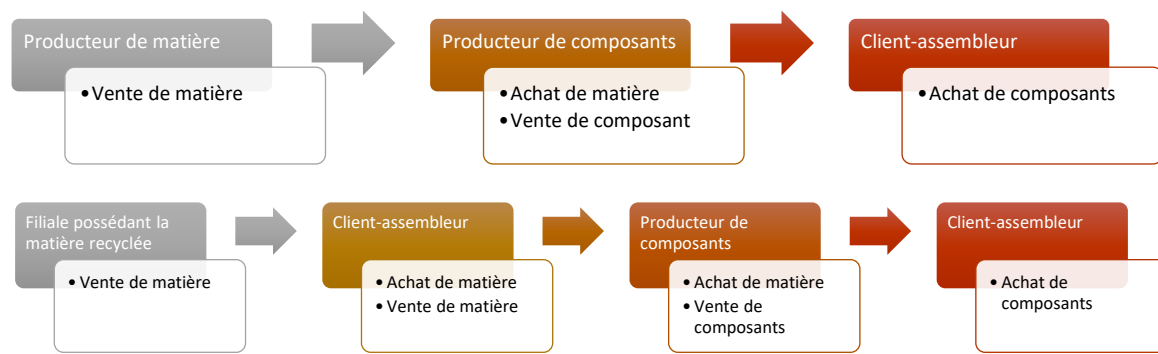 Producteur de matière
•Vente de matière
Producteur de composants
•Achat de matière
•Vente de composant
Client-assembleur
•Achat de composants
Filiale possédant la
matière recyclée
• Vente de matière
Client-assembleur
• Achat de matière
• Vente de matière
Producteur de
composants
• Achat de matière
• Vente de
composants
Client-assembleur
• Achat de
composants